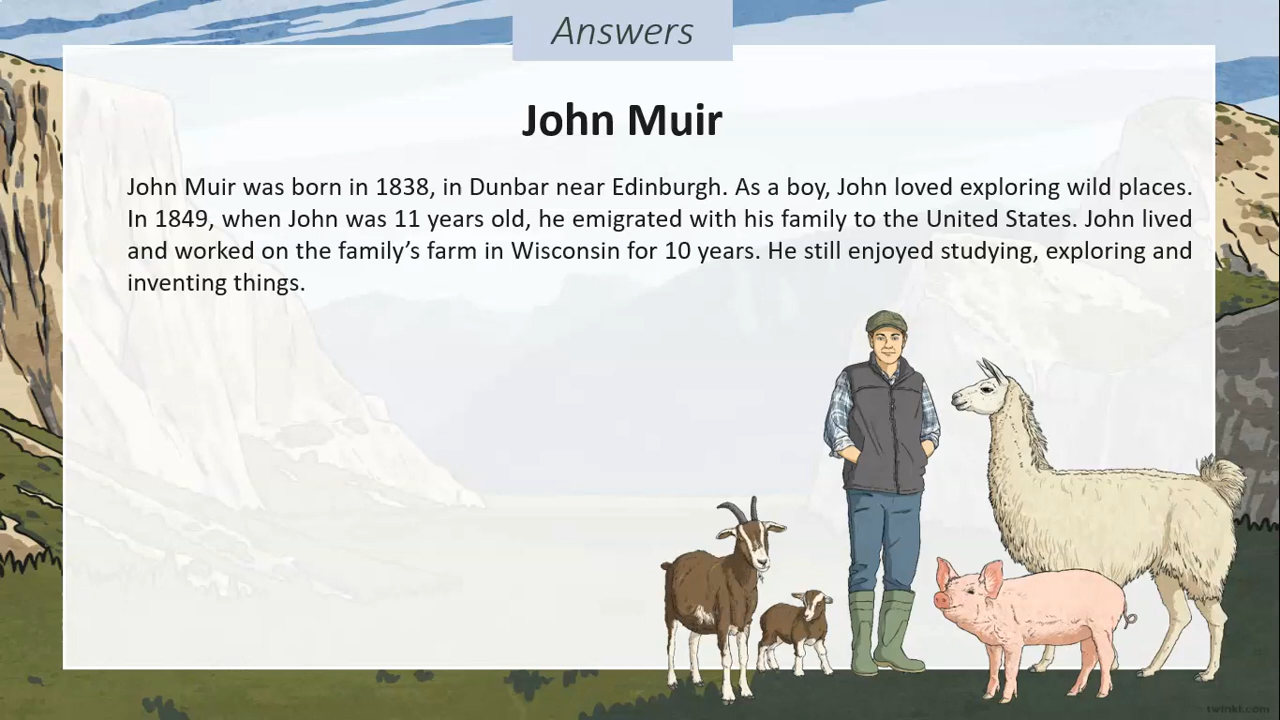 Answers
John Muir
John Muir was born in 1838, in Dunbar near Edinburgh. As a boy, John loved exploring wild places.
In 1849, when John was 11 years old, he emigrated with his family to the United States. John lived
and worked on the family’s farm in Wisconsin for 10 years. He still enjoyed studying, exploring and
inventing things.
twinkl.com